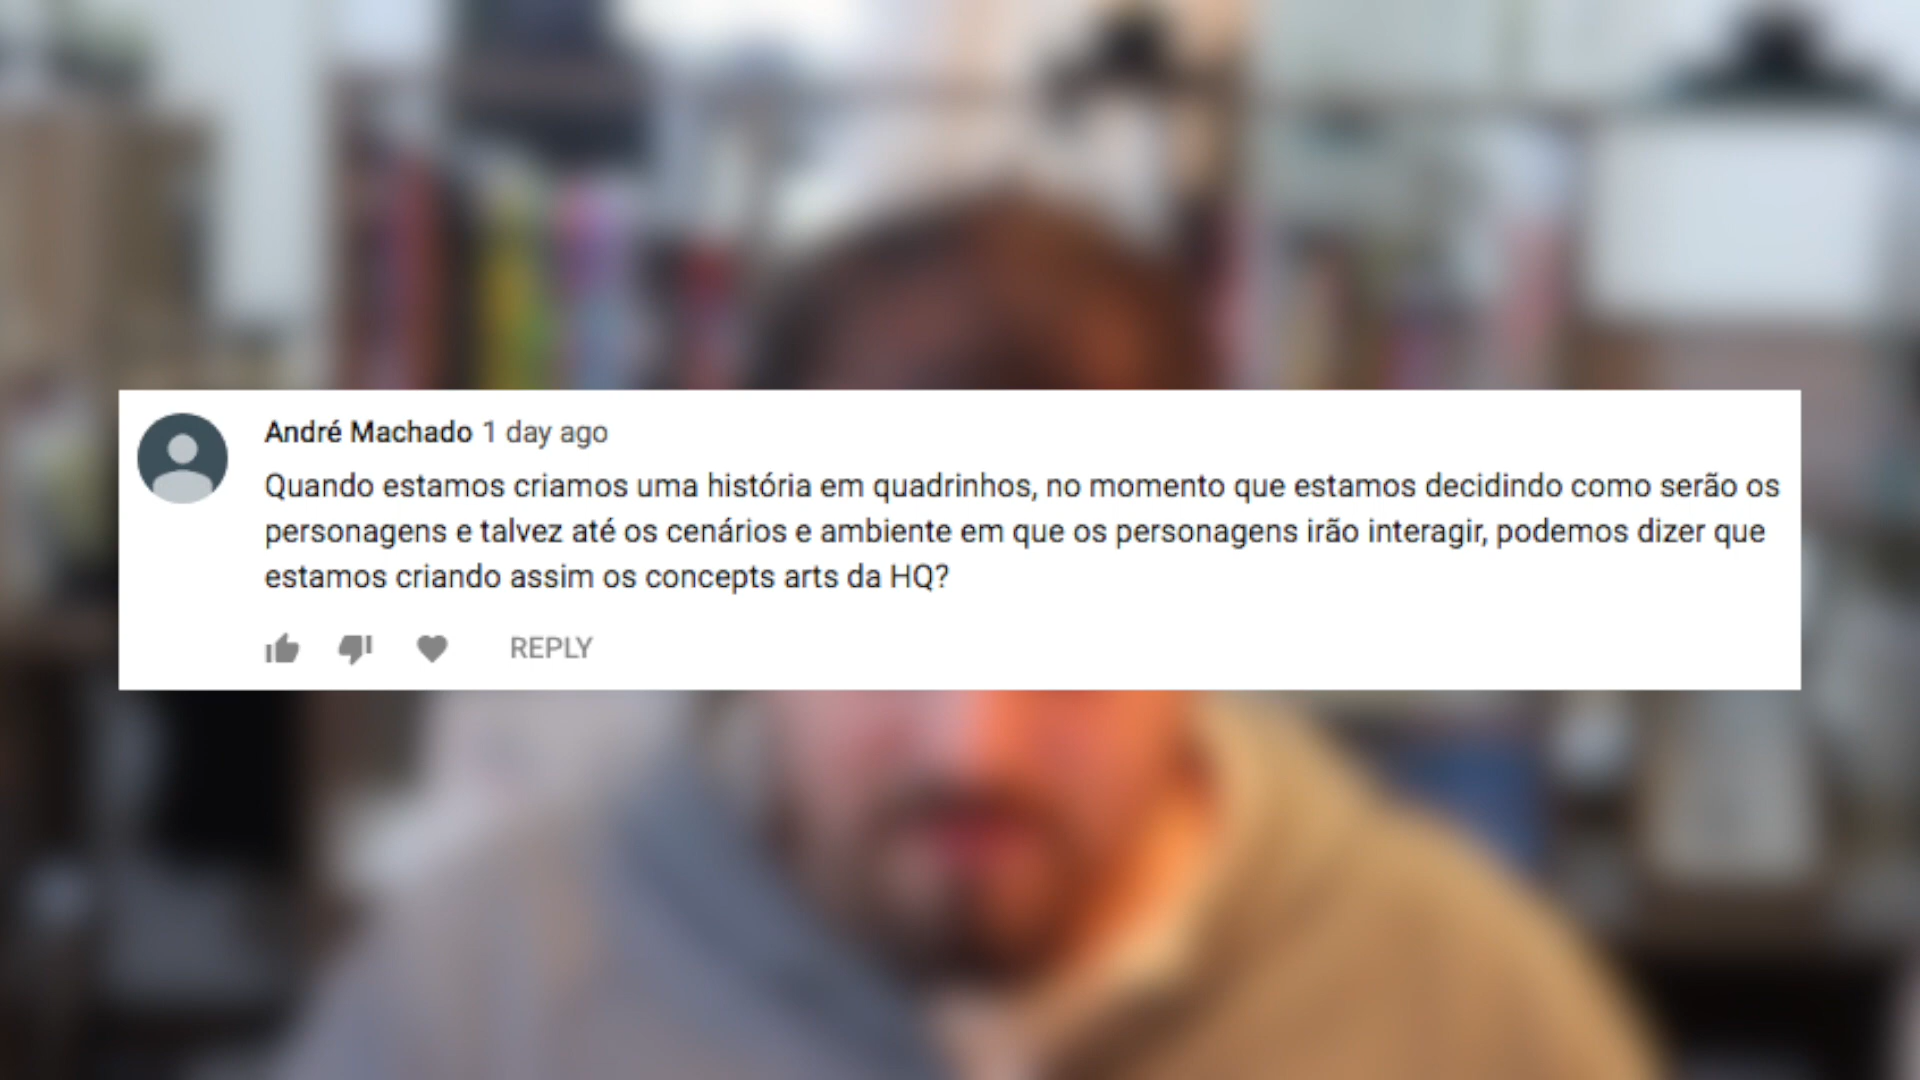 André Machado 1 day ago
Quando estamos criamos uma história em quadrinhos, no momento que estamos decidindo como serão os
personagens e talvez até os cenários e ambiente em que os personagens irão interagir, podemos dizer que
estamos criando assim os concepts arts da HQ?
REPLY